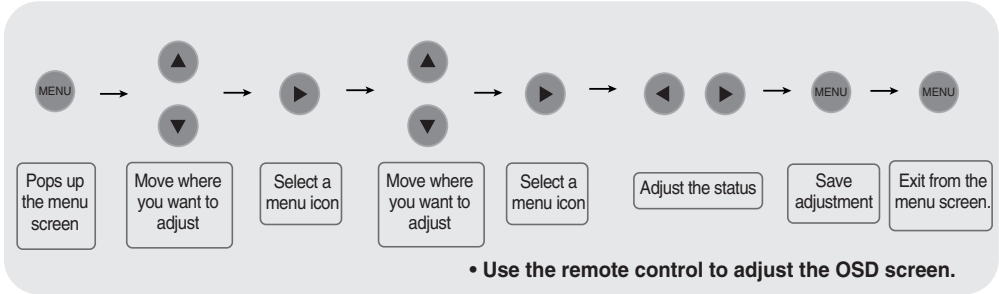 MENU
MENU
MENU
Pops up
the menu
screen
Move where
you want to
adjust
Select a
menu icon
Move where
you want to
adjust
Select a
menu icon
Adjust the status
Save
adjustment
Exit from the
menu screen.
• Use the remote control to adjust the OSD screen.